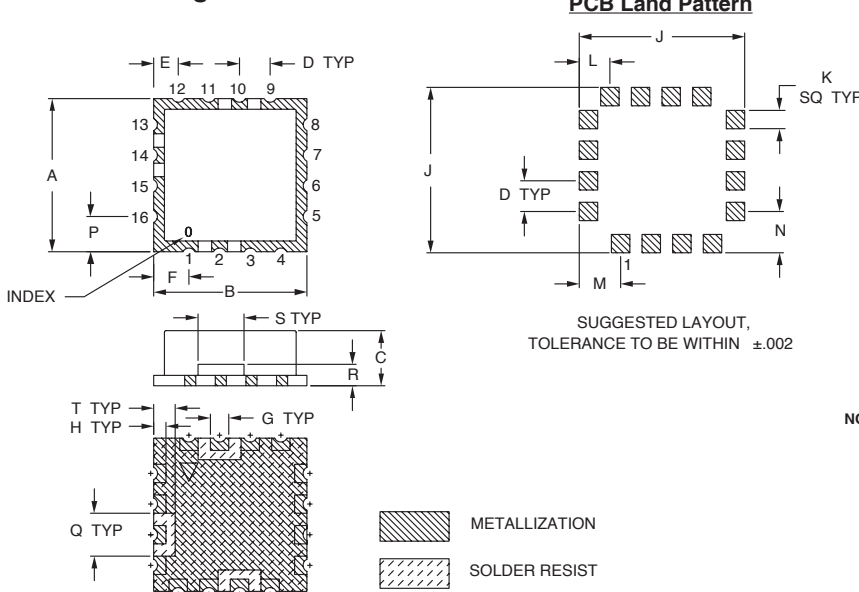 PCB Land Pattern
E
D TYP
12 11 10 9
13
14
15
16
8
7
6
5
A
P
0
1 2 3 4
F
B
INDEX
J
L
K
SQ TYP
J
D TYP
N
M
1
SUGGESTED LAYOUT,
TOLERANCE TO BE WITHIN ±.002
S TYP
C
R
T TYP
H TYP
G TYP
Q TYP
METALLIZATION
SOLDER RESIST